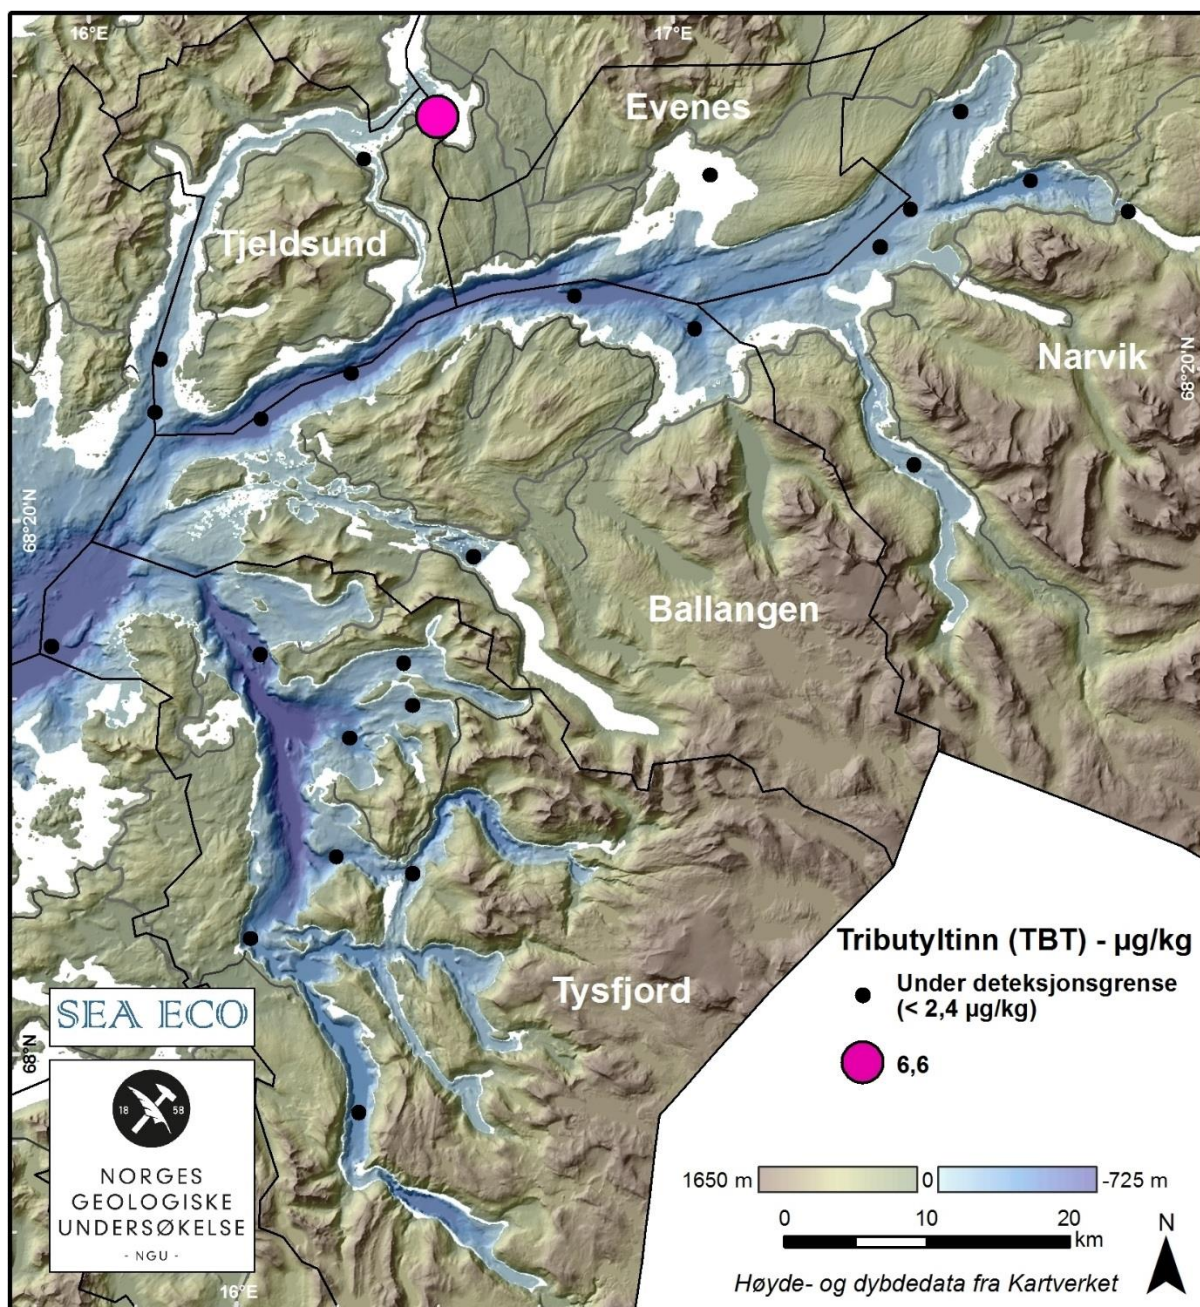 16°E
17°E
Evenes
Tjeldsund
Narvik
68°20'N
68°20'N
Ballangen
Tributyltinn (TBT) - µg/kg
Under deteksjonsgrense
(< 2,4 µg/kg)
6,6
Tysfjord
SEA ECO
68°N
18 58
NORGES
GEOLOGISKE
UNDERSØKELSE
- NGU -
1650 m 0 -725 m
0 10 20
km
N
16°E
Høyde- og dybdedata fra Kartverket